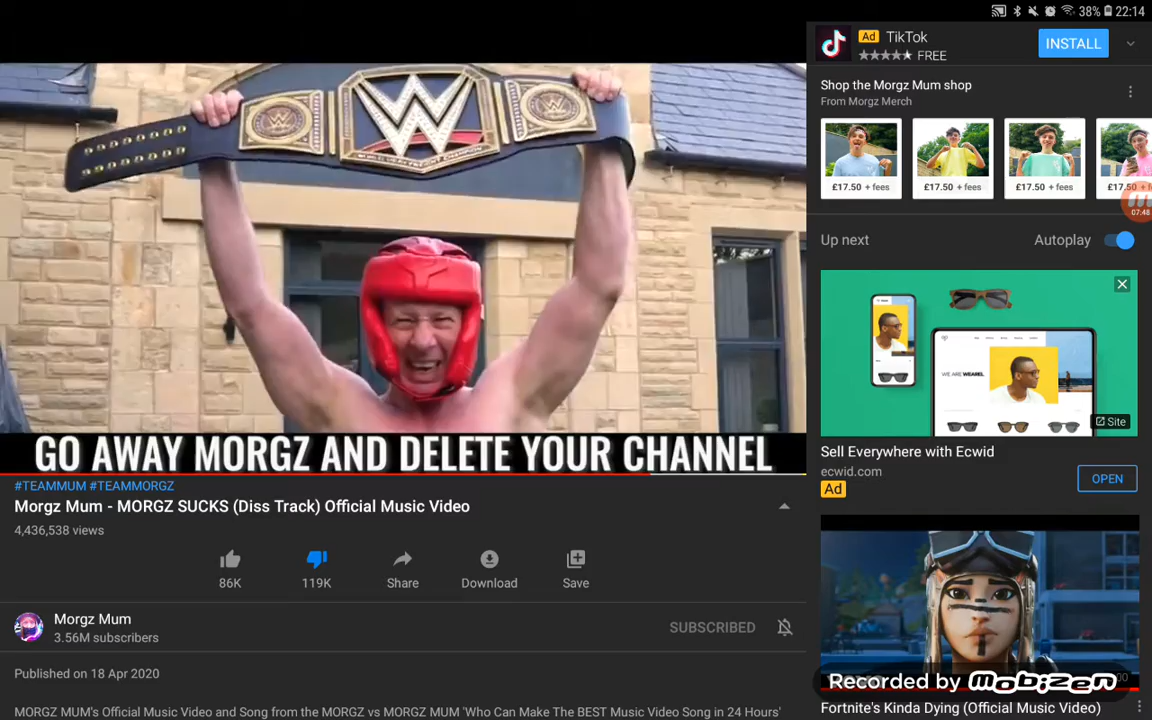 38% 22:14
Ad TikTok
FREE
INSTALL
Shop the Morgz Mum shop
From Morgz Merch
£17.50 + fees
£17.50 + fees
£17.50 + fees
£17.50 + fees
07:48
Up next
Autoplay
WE ARE WEAREL.
Site
Sell Everywhere with Ecwid
ecwid.com
Ad
OPEN
GO AWAY MORGZ AND DELETE YOUR CHANNEL
#TEAMMUM #TEAMMORGZ
Morgz Mum - MORGZ SUCKS (Diss Track) Official Music Video
4,436,538 views
86K
119K
Share
Download
Save
Morgz Mum
3.56M subscribers
SUBSCRIBED
Published on 18 Apr 2020
MORGZ MUM's Official Music Video and Song from the MORGZ vs MORGZ MUM 'Who Can Make The BEST Music Video Song in 24 Hours'
Recorded by mobizen
Fortnite's Kinda Dying (Official Music Video)